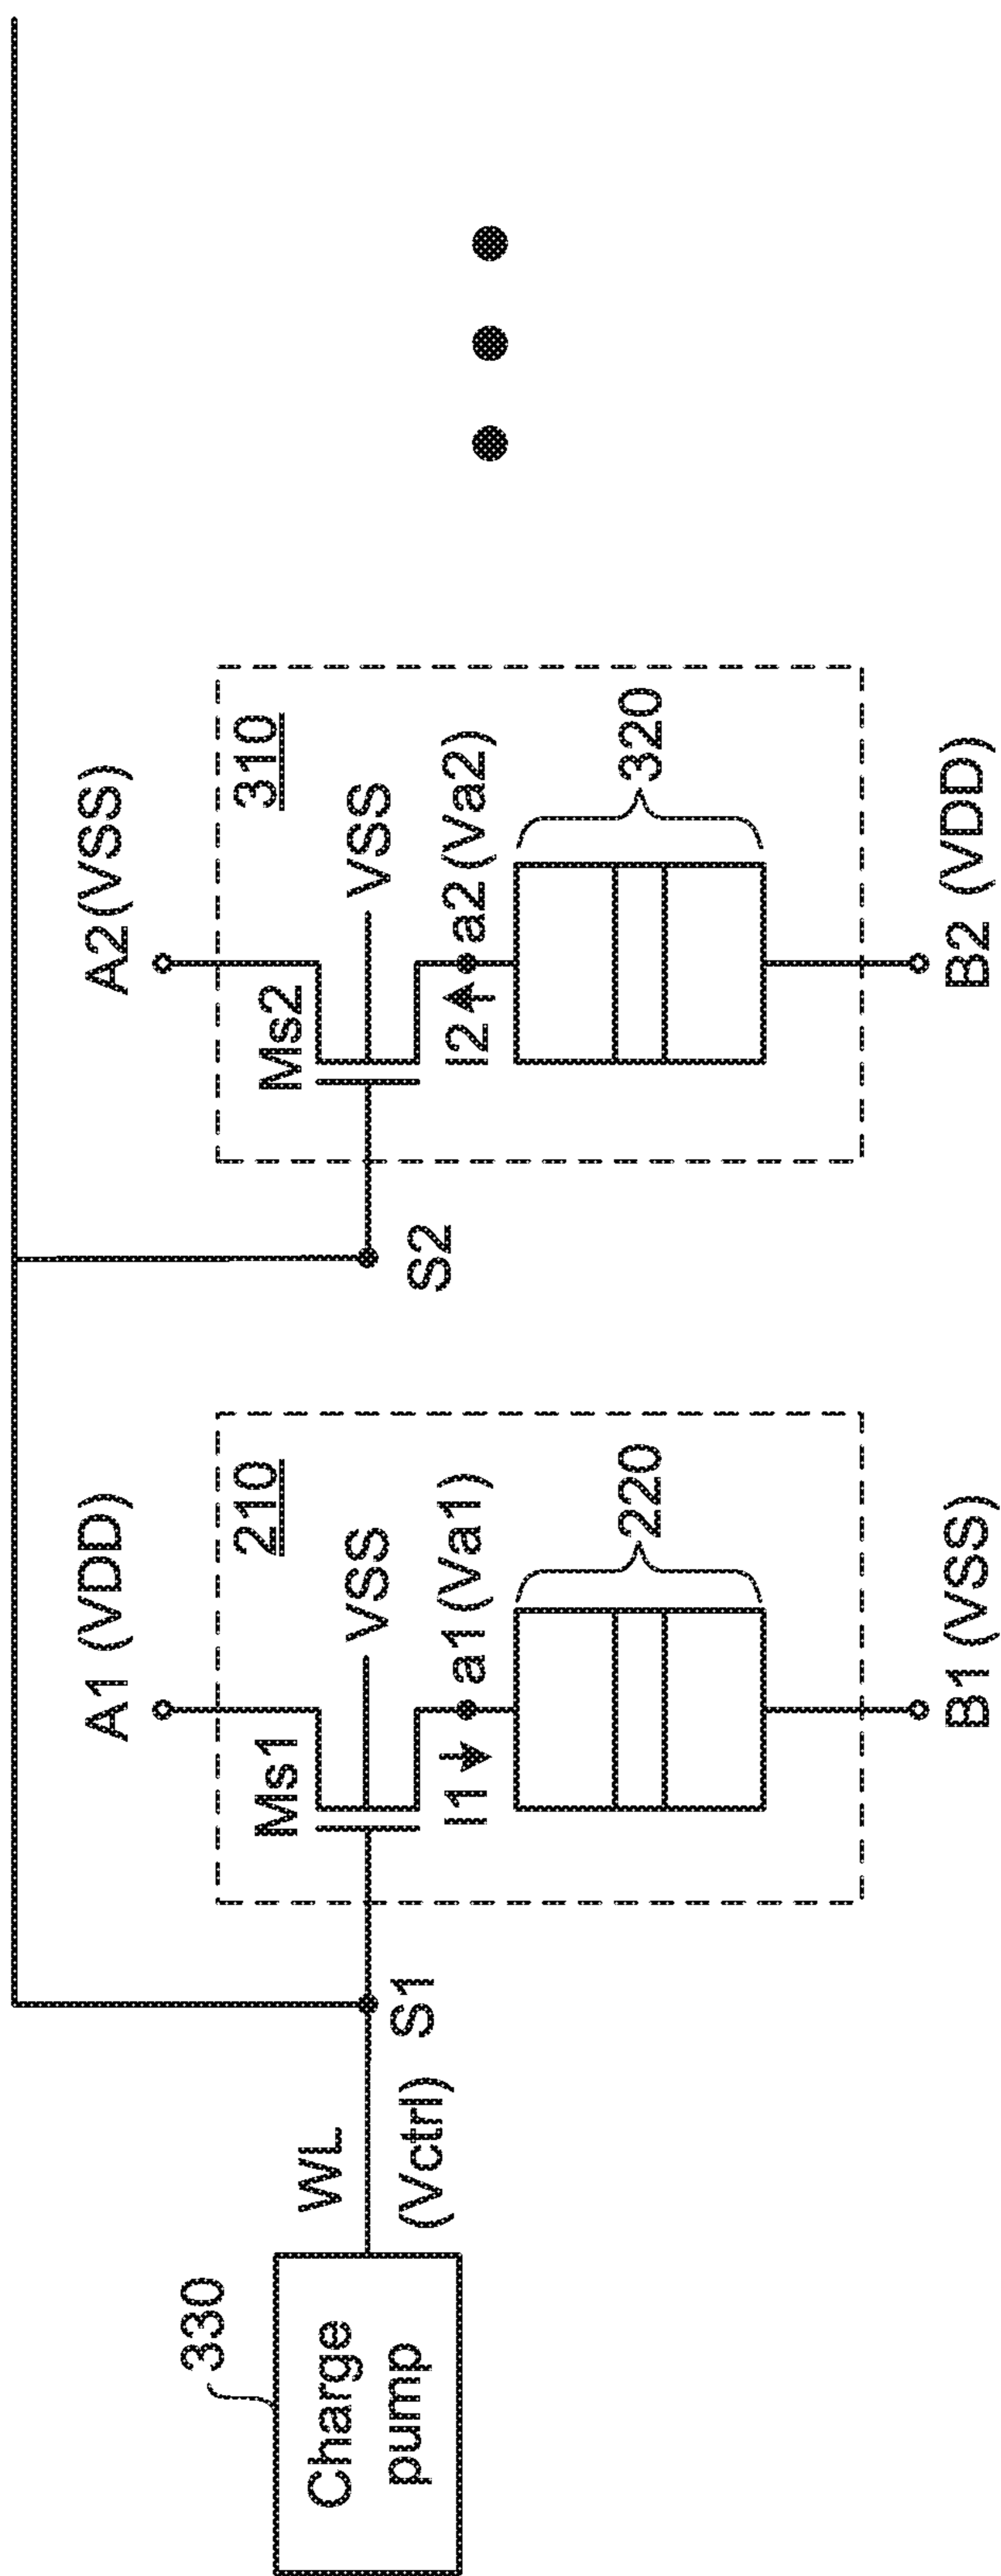 330
Charge
pump
WL
(Vctrl)
S1
A1 (VDD)
210
Ms1
VSS
I1
a1(Va1)
220
B1 (VSS)
S2
A2(VSS)
310
Ms2
VSS
I2
a2(Va2)
320
B2 (VDD)